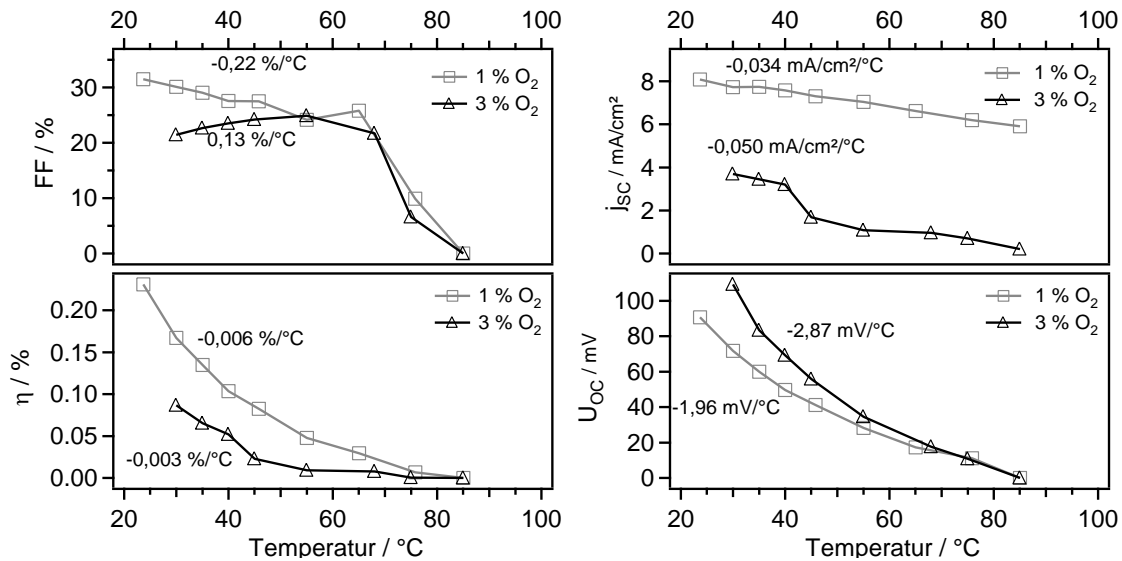 20 40 60 80 100
30
20
10
0
FF / %
-0,22 %/°C
0,13 %/°C
1 % O₂
3 % O₂
20 40 60 80 100
8
6
4
2
0
jSC / mA/cm²
-0,034 mA/cm²/°C
-0,050 mA/cm²/°C
1 % O₂
3 % O₂
0.20
0.15
0.10
0.05
0.00
η / %
-0,006 %/°C
-0,003 %/°C
1 % O₂
3 % O₂
20 40 60 80 100
Temperatur / °C
100
80
60
40
20
0
UOC / mV
-2,87 mV/°C
-1,96 mV/°C
1 % O₂
3 % O₂
20 40 60 80 100
Temperatur / °C